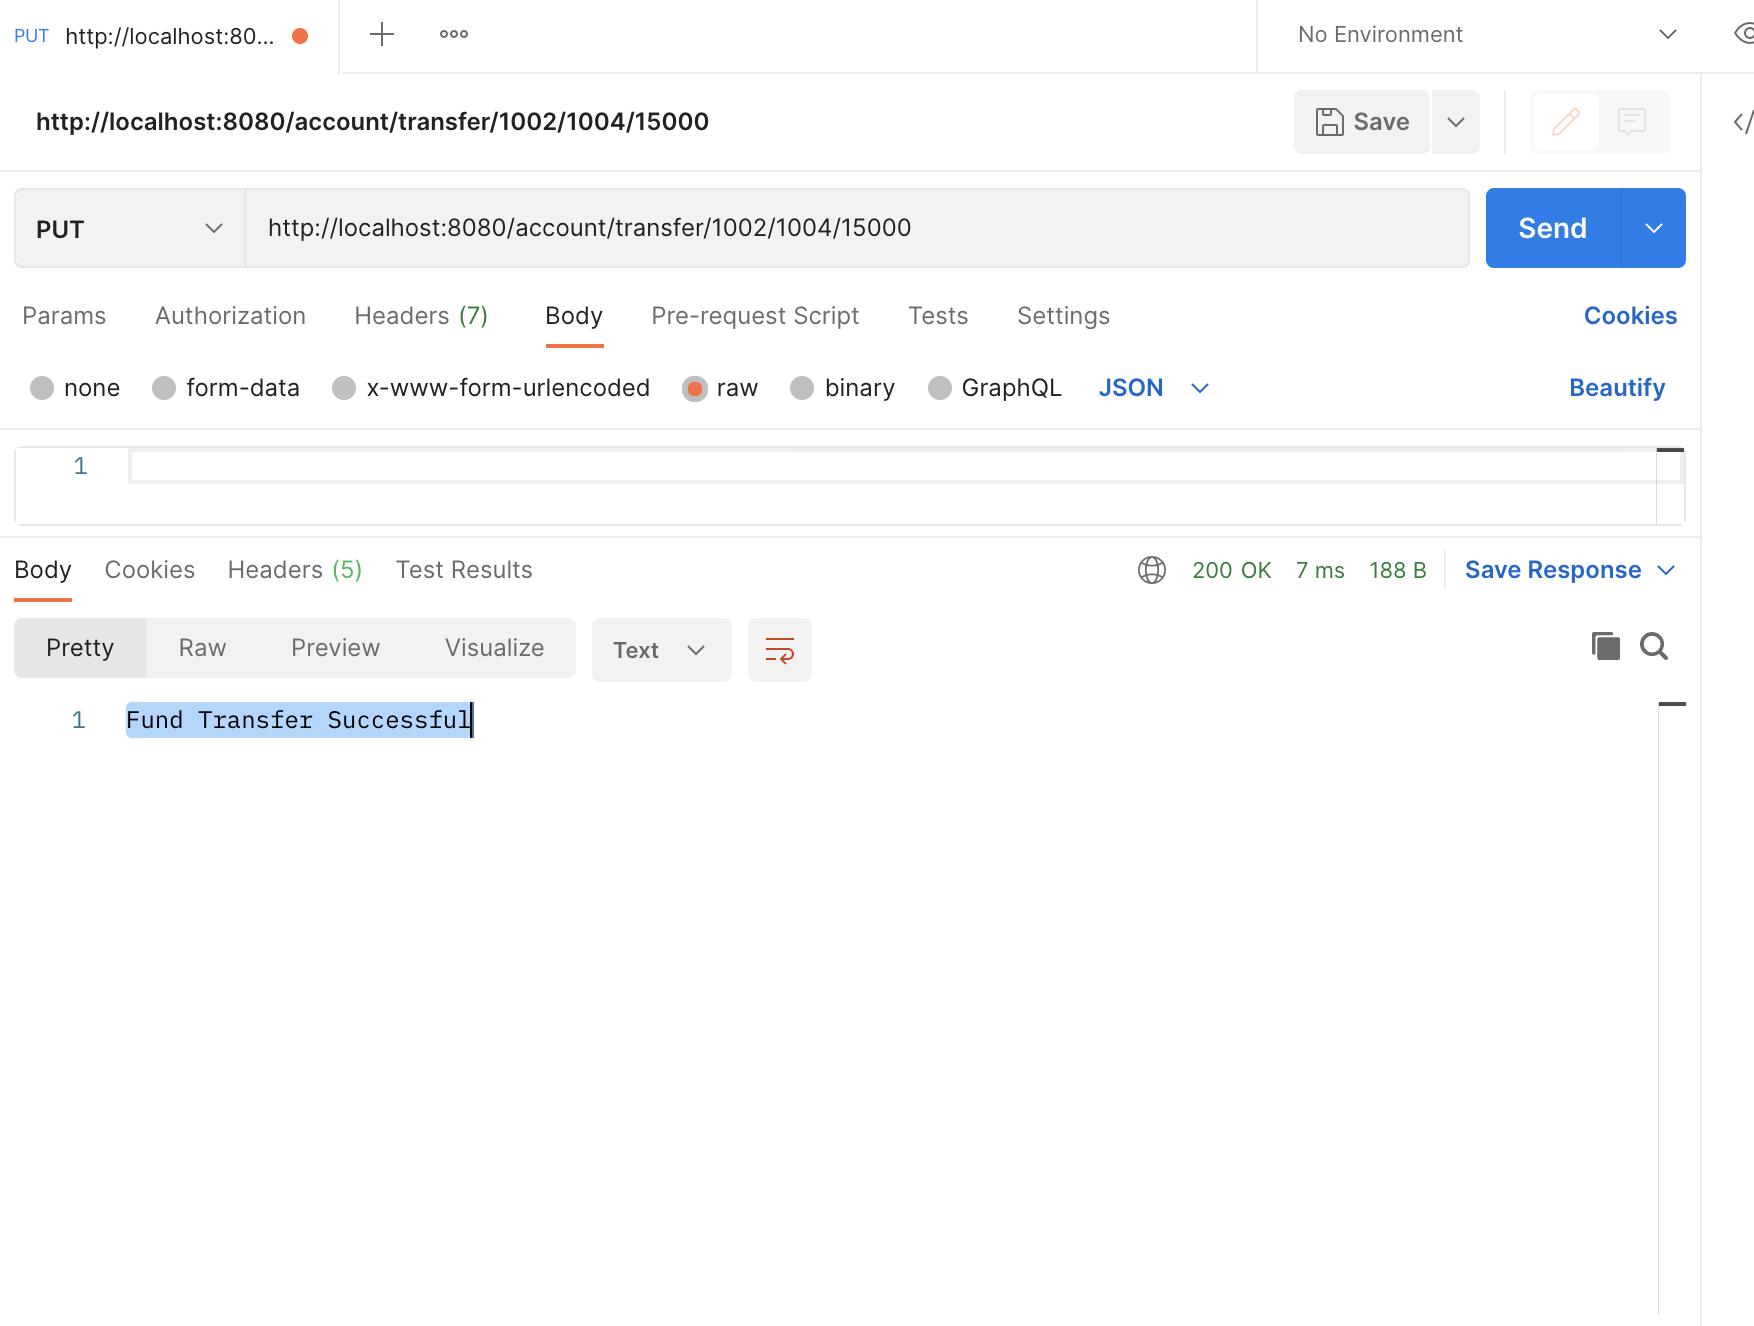 PUT http://localhost:80...
No Environment
http://localhost:8080/account/transfer/1002/1004/15000
Save
PUT http://localhost:8080/account/transfer/1002/1004/15000 Send
Params Authorization Headers (7) Body Pre-request Script Tests Settings Cookies
none form-data x-www-form-urlencoded raw binary GraphQL JSON Beautify
1
Body Cookies Headers (5) Test Results 200 OK 7 ms 188 B Save Response
Pretty Raw Preview Visualize Text
1 Fund Transfer Successful